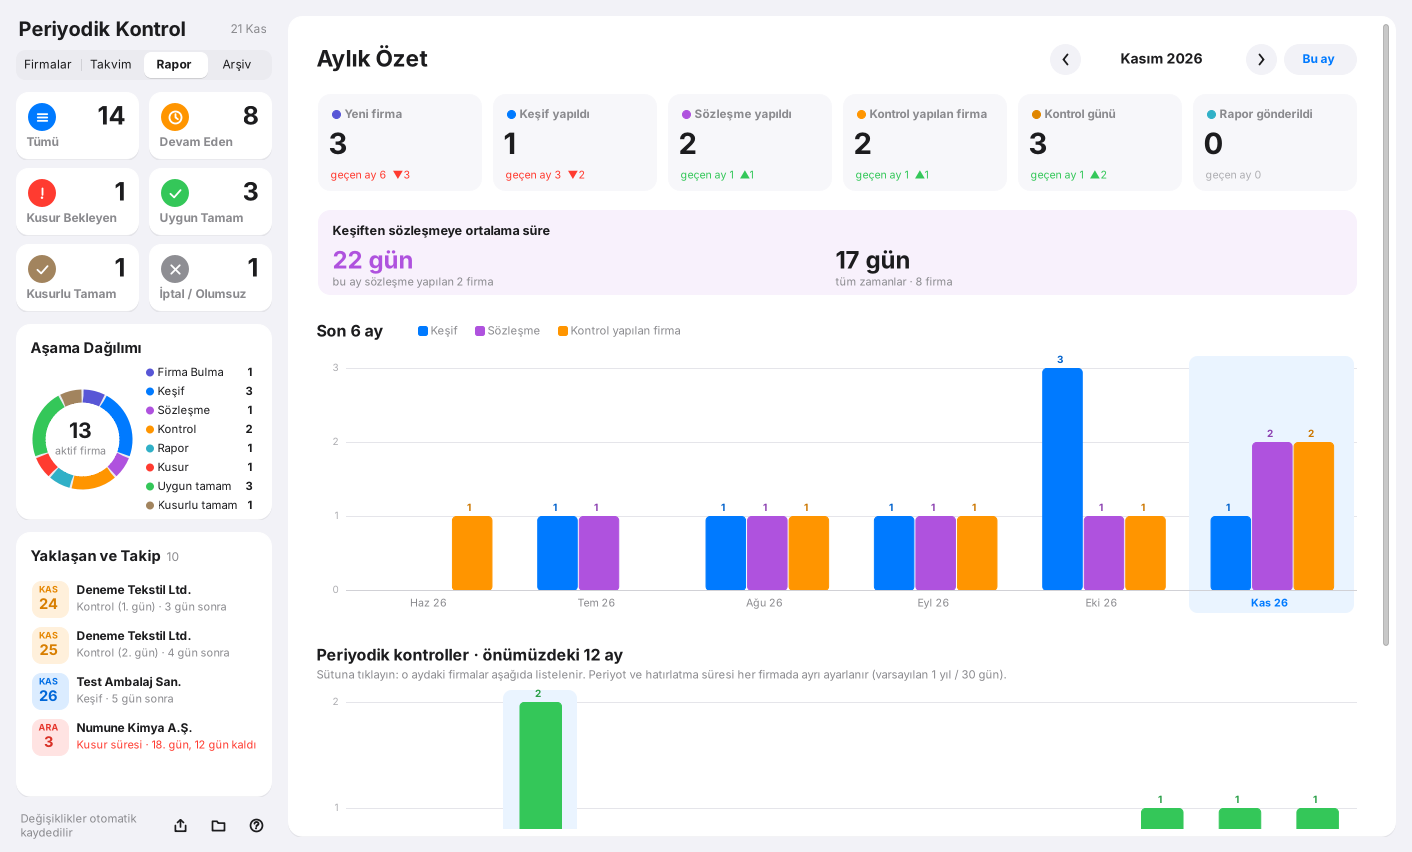 Periyodik Kontrol
21 Kas
Firmalar
Takvim
Rapor
Arşiv
14
Tümü
8
Devam Eden
1
Kusur Bekleyen
3
Uygun Tamam
1
Kusurlu Tamam
1
İptal / Olumsuz
Aşama Dağılımı
13
aktif firma
Firma Bulma 1
Keşif 3
Sözleşme 1
Kontrol 2
Rapor 1
Kusur 1
Uygun tamam 3
Kusurlu tamam 1
Yaklaşan ve Takip 10
KAS
24
Deneme Tekstil Ltd.
Kontrol (1. gün) · 3 gün sonra
KAS
25
Deneme Tekstil Ltd.
Kontrol (2. gün) · 4 gün sonra
KAS
26
Test Ambalaj San.
Keşif · 5 gün sonra
ARA
3
Numune Kimya A.Ş.
Kusur süresi · 18. gün, 12 gün kaldı
Değişiklikler otomatik
kaydedilir
Aylık Özet
Kasım 2026
Bu ay
Yeni firma
3
geçen ay 6 ▼3
Keşif yapıldı
1
geçen ay 3 ▼2
Sözleşme yapıldı
2
geçen ay 1 ▲1
Kontrol yapılan firma
2
geçen ay 1 ▲1
Kontrol günü
3
geçen ay 1 ▲2
Rapor gönderildi
0
geçen ay 0
Keşiften sözleşmeye ortalama süre
22 gün
bu ay sözleşme yapılan 2 firma
17 gün
tüm zamanlar · 8 firma
Son 6 ay
Keşif
Sözleşme
Kontrol yapılan firma
3
2
1
0
1
1 1
1 1 1
1 1 1
3 1 1
1 2 2
Haz 26
Tem 26
Ağu 26
Eyl 26
Eki 26
Kas 26
Periyodik kontroller · önümüzdeki 12 ay
Sütuna tıklayın: o aydaki firmalar aşağıda listelenir. Periyot ve hatırlatma süresi her firmada ayrı ayarlanır (varsayılan 1 yıl / 30 gün).
2
1
2
1
1
1